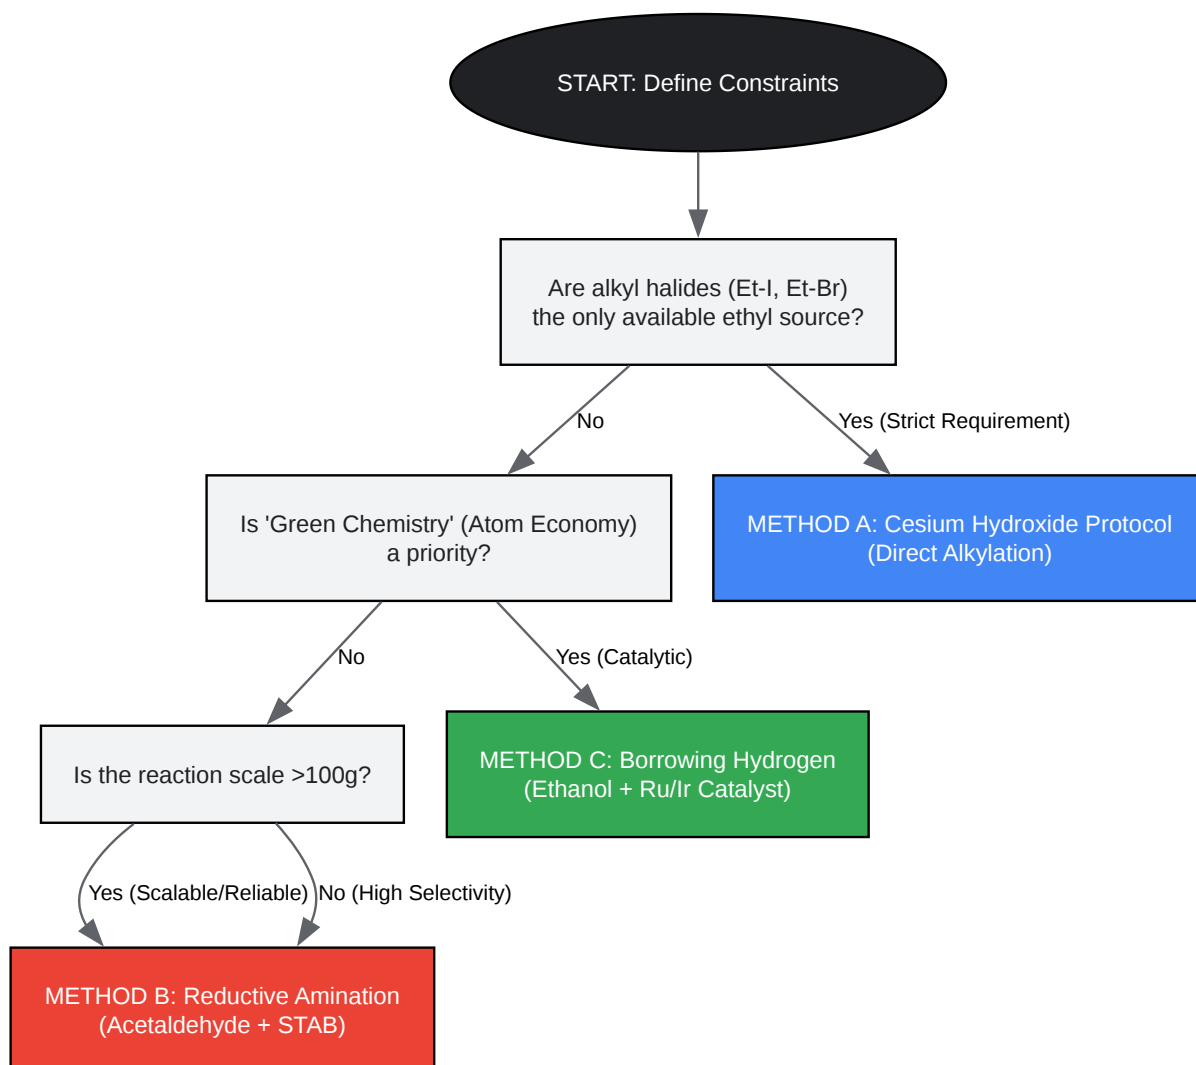 START: Define Constraints
Are alkyl halides (Et-I, Et-Br)
the only available ethyl source?
No
Yes (Strict Requirement)
Is 'Green Chemistry' (Atom Economy)
a priority?
METHOD A: Cesium Hydroxide Protocol
(Direct Alkylation)
No
Yes (Catalytic)
Is the reaction scale >100g?
METHOD C: Borrowing Hydrogen
(Ethanol + Ru/Ir Catalyst)
Yes (Scalable/Reliable)
No (High Selectivity)
METHOD B: Reductive Amination
(Acetaldehyde + STAB)